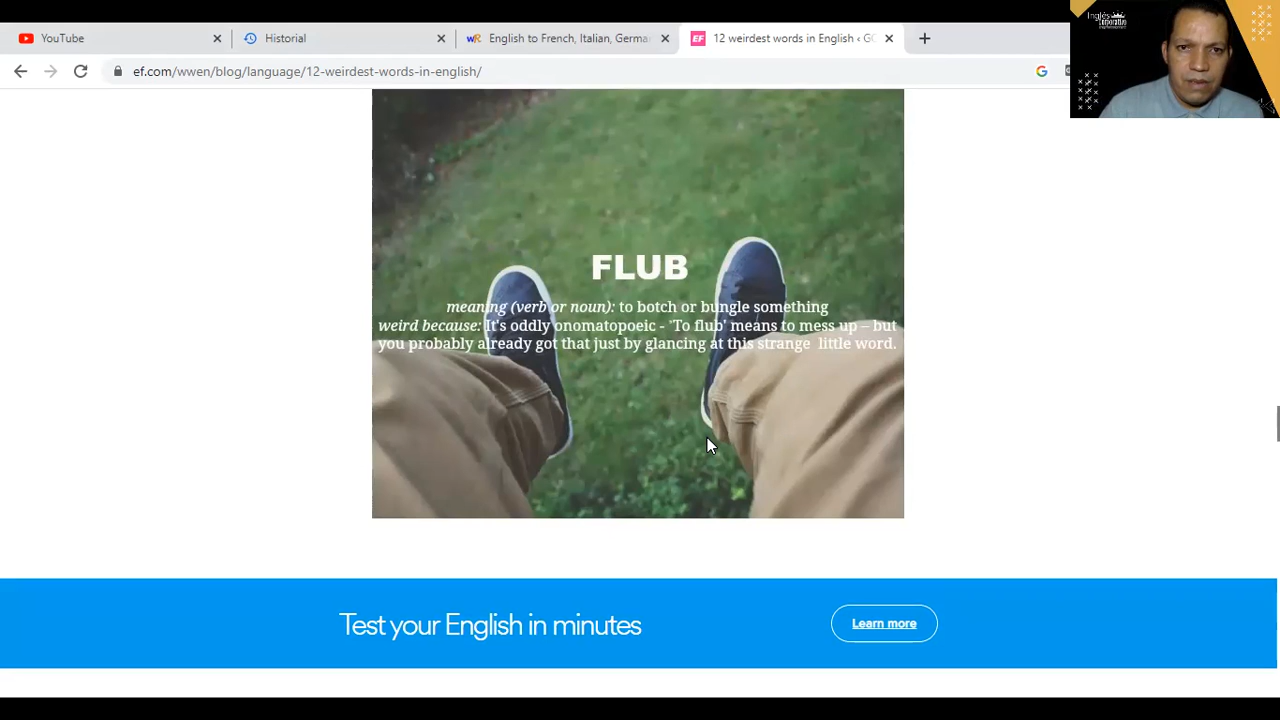 YouTube
Historial
English to French, Italian, Germa
12 weirdest words in English ‹ GO
ef.com/wwen/blog/language/12-weirdest-words-in-english/
Inglés
Corporativo
FLUB
meaning (verb or noun): to botch or bungle something
weird because: It's oddly onomatopoeic - 'To flub' means to mess up – but
you probably already got that just by glancing at this strange little word.
Test your English in minutes
Learn more